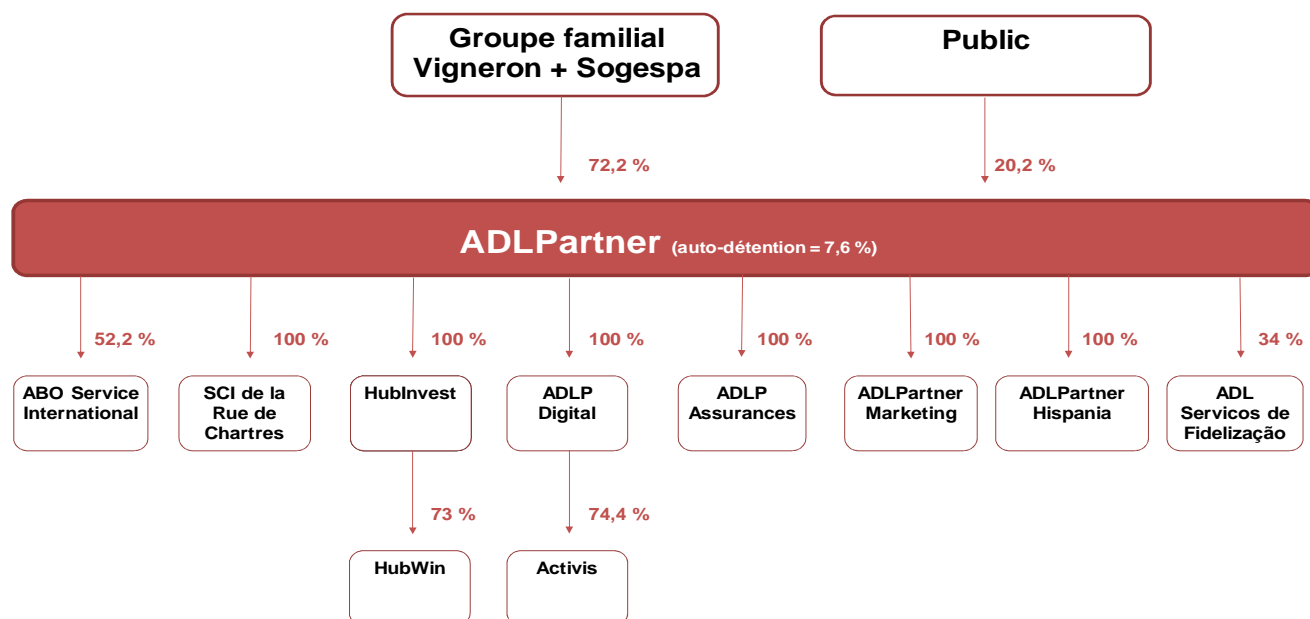 Groupe familial
Vigneron + Sogespa
Public
72,2 %
20,2 %
ADLPartner (auto-détention = 7,6 %)
52,2 %
100 %
100 %
100 %
100 %
100 %
100 %
34 %
ABO Service
International
SCI de la
Rue de
Chartres
HubInvest
ADLP
Digital
ADLP
Assurances
ADLPartner
Marketing
ADLPartner
Hispania
ADL
Servicos de
Fidelização
73 %
74,4 %
HubWin
Activis